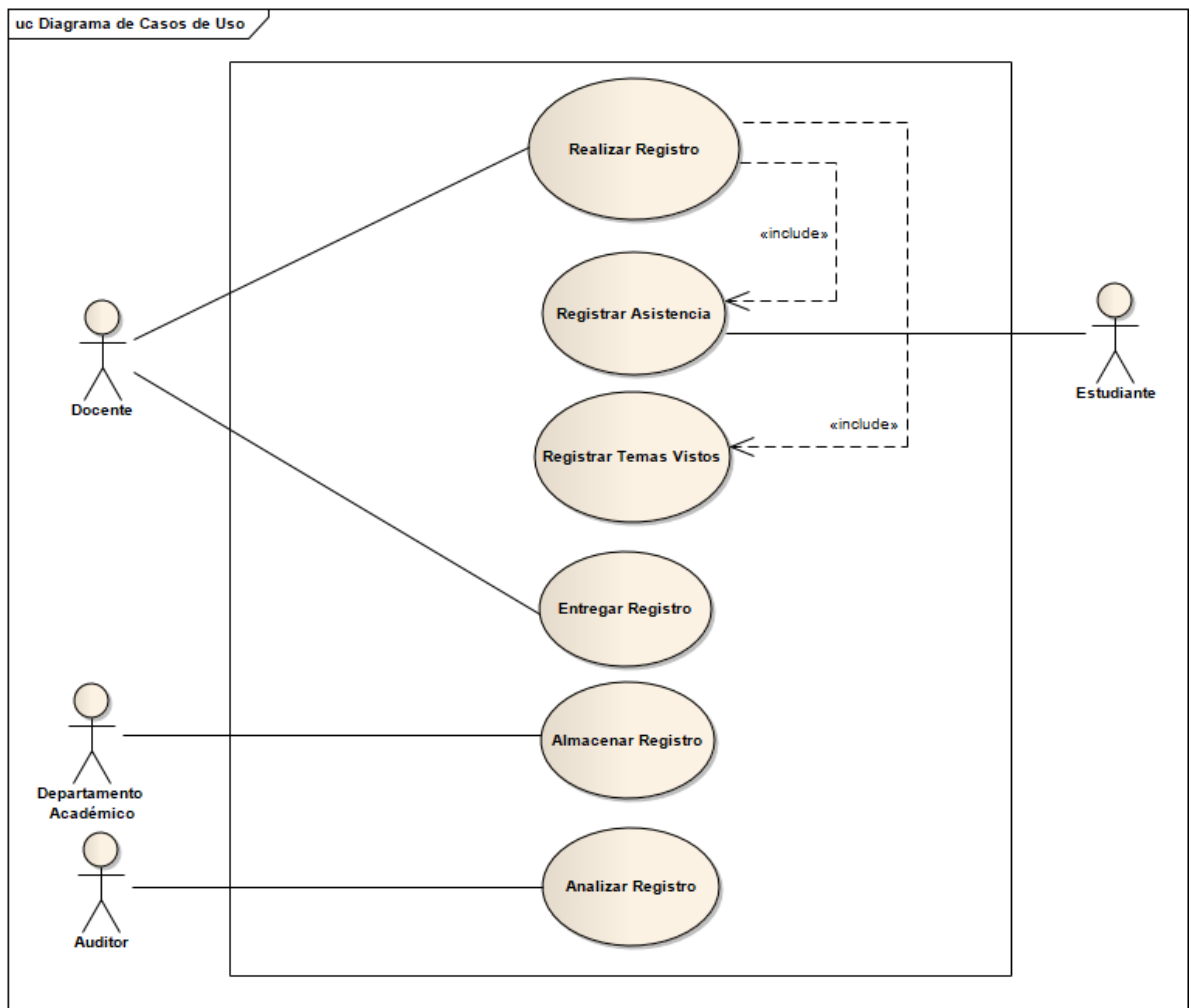 uc Diagrama de Casos de Uso
Realizar Registro
«include»
Registrar Asistencia
Estudiante
Docente
«include»
Registrar Temas Vistos
Entregar Registro
Almacenar Registro
Departamento
Académico
Analizar Registro
Auditor